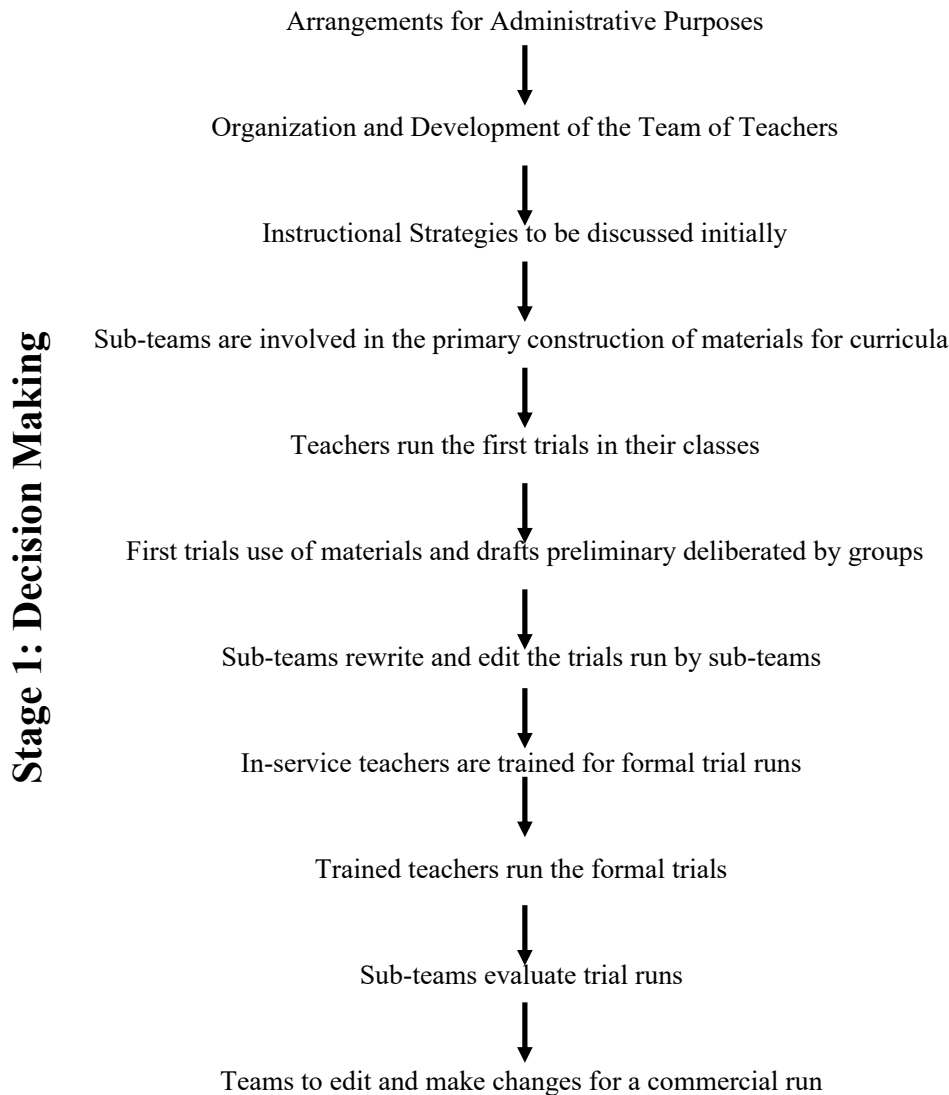 Arrangements for Administrative Purposes
Organization and Development of the Team of Teachers
Instructional Strategies to be discussed initially
Sub-teams are involved in the primary construction of materials for curricula
Teachers run the first trials in their classes
First trials use of materials and drafts preliminary deliberated by groups
Sub-teams rewrite and edit the trials run by sub-teams
In-service teachers are trained for formal trial runs
Trained teachers run the formal trials
Sub-teams evaluate trial runs
Teams to edit and make changes for a commercial run
Stage 1: Decision Making